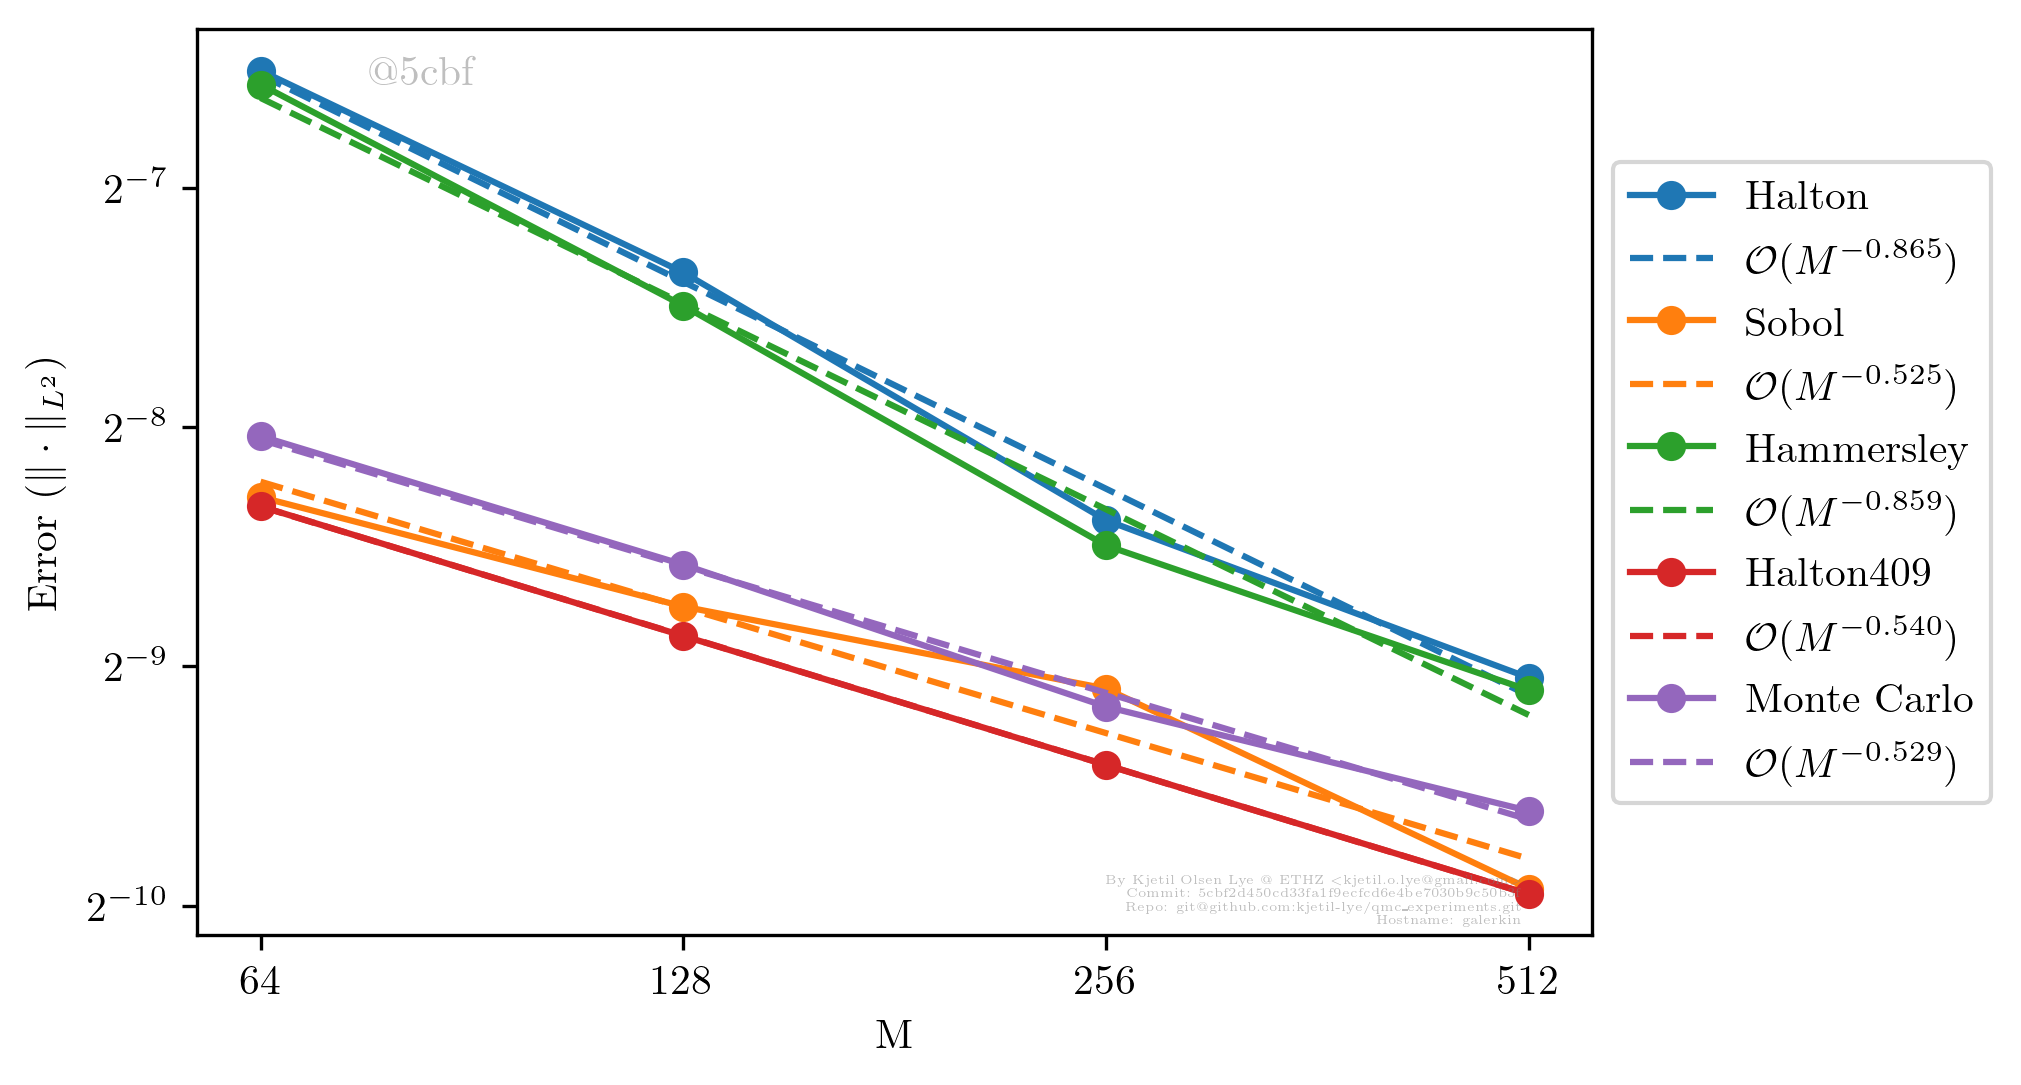 @5cbf
2^{-7}
2^{-8}
2^{-9}
2^{-10}
Error (|| · ||_{L^2})
64 128 256 512
M
Halton
𝒪(M^{-0.865})
Sobol
𝒪(M^{-0.525})
Hammersley
𝒪(M^{-0.859})
Halton409
𝒪(M^{-0.540})
Monte Carlo
𝒪(M^{-0.529})
By Kjetil Olsen Lye @ ETHZ
Commit:
Repo: git@github.com:kjetil-lye/qmc_experiments.git
Hostname: galerkin